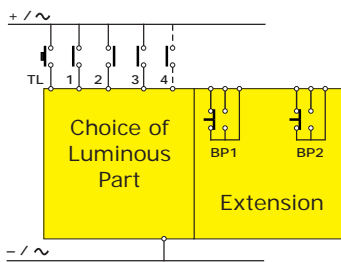 + / ∿
TL 1 2 3 4
Choice of
Luminous
Part
BP1 BP2
Extension
− / ∿